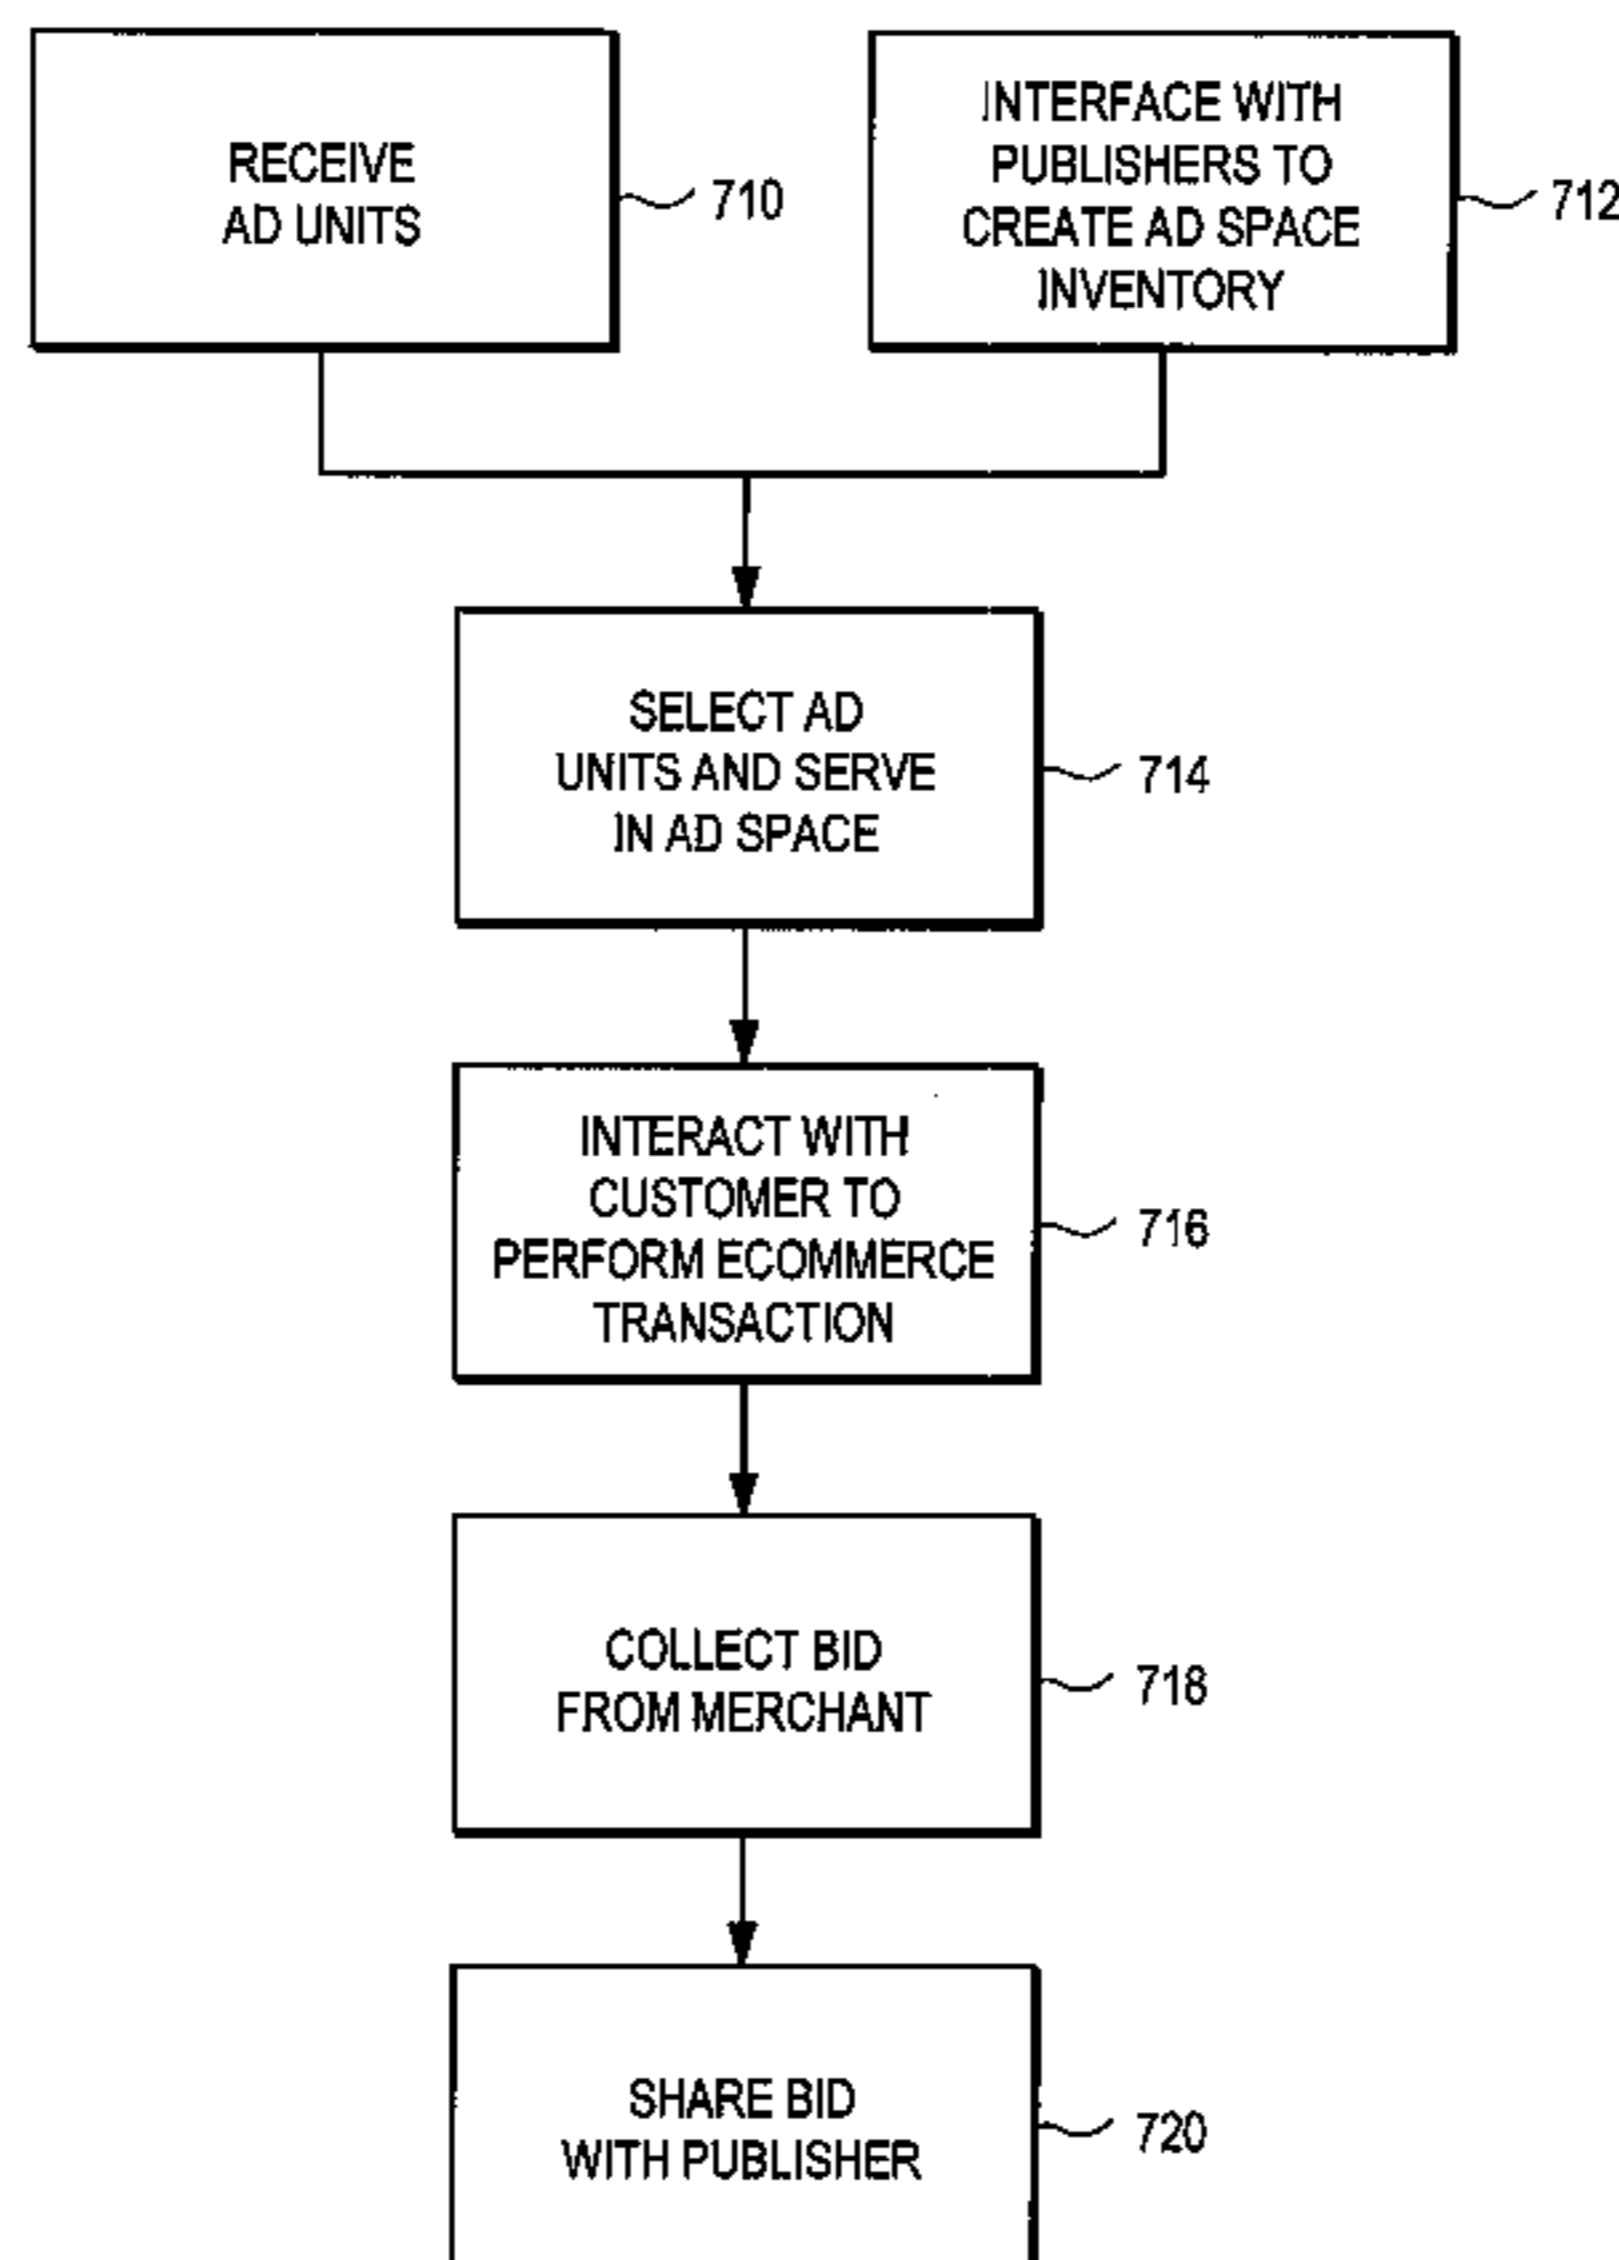 RECEIVE
AD UNITS
710
INTERFACE WITH
PUBLISHERS TO
CREATE AD SPACE
INVENTORY
712
SELECT AD
UNITS AND SERVE
IN AD SPACE
714
INTERACT WITH
CUSTOMER TO
PERFORM ECOMMERCE
TRANSACTION
716
COLLECT BID
FROM MERCHANT
718
SHARE BID
WITH PUBLISHER
720